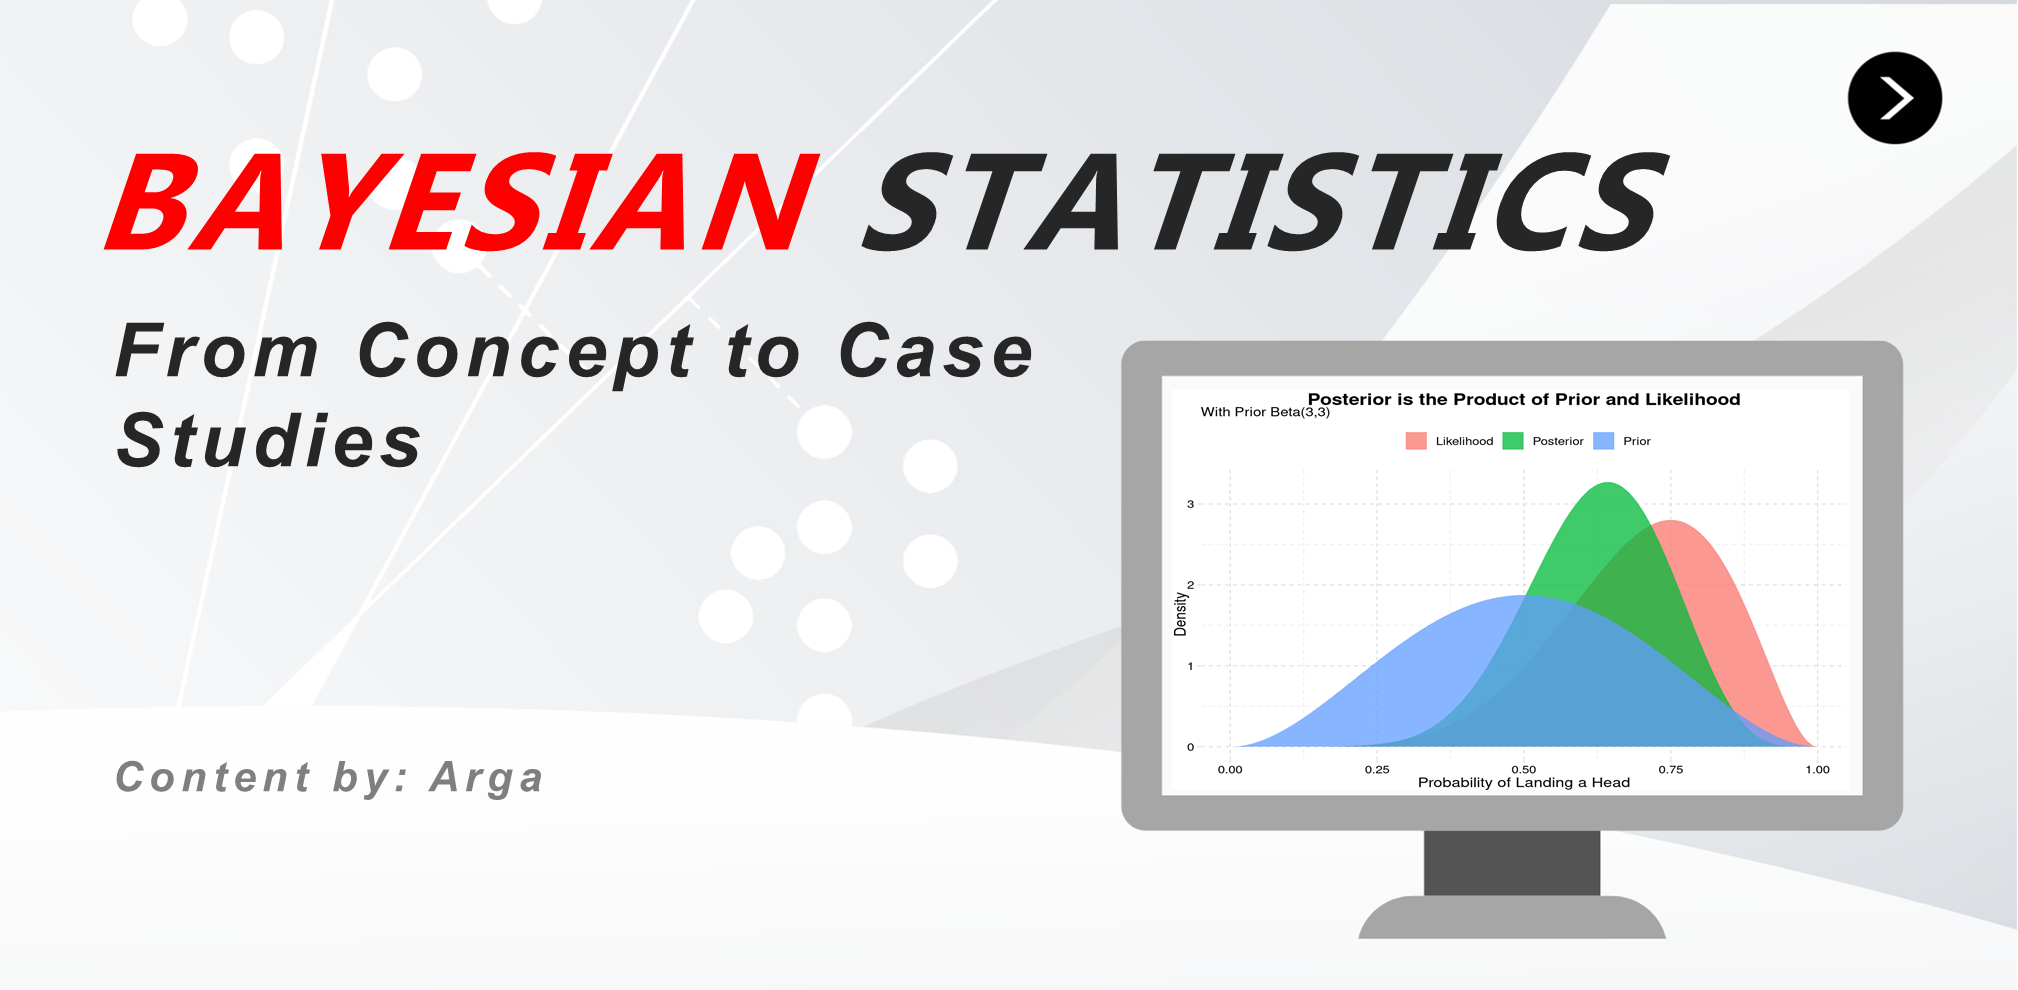 BAYESIAN STATISTICS
From Concept to Case
Studies
Content by: Arga
Posterior is the Product of Prior and Likelihood
With Prior Beta(3,3)
Likelihood Posterior Prior
3
2
1
0
Density
0.00 0.25 0.50 0.75 1.00
Probability of Landing a Head